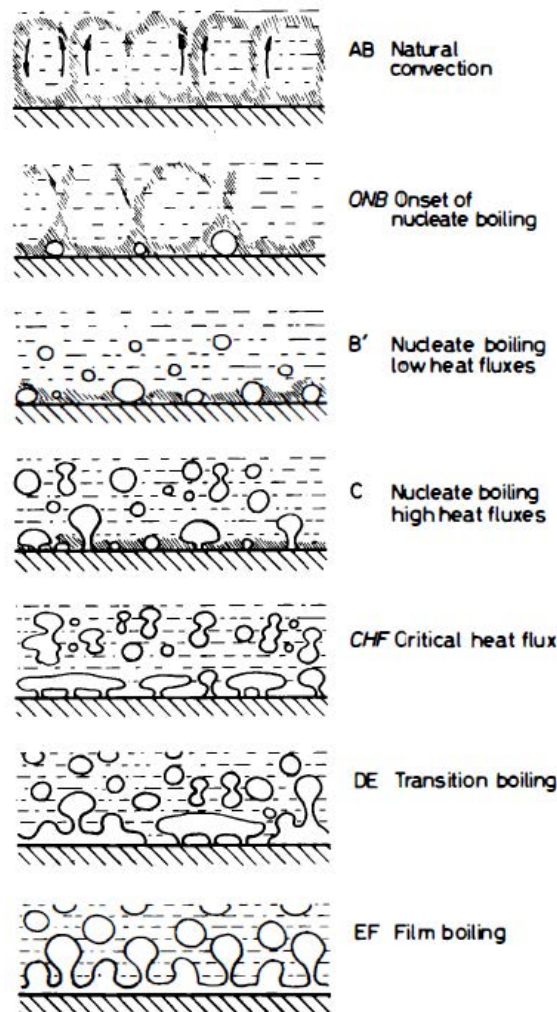 AB Natural
convection
ONB Onset of
nucleate boiling
B′ Nucleate boiling
low heat fluxes
C Nucleate boiling
high heat fluxes
CHF Critical heat flux
DE Transition boiling
EF Film boiling